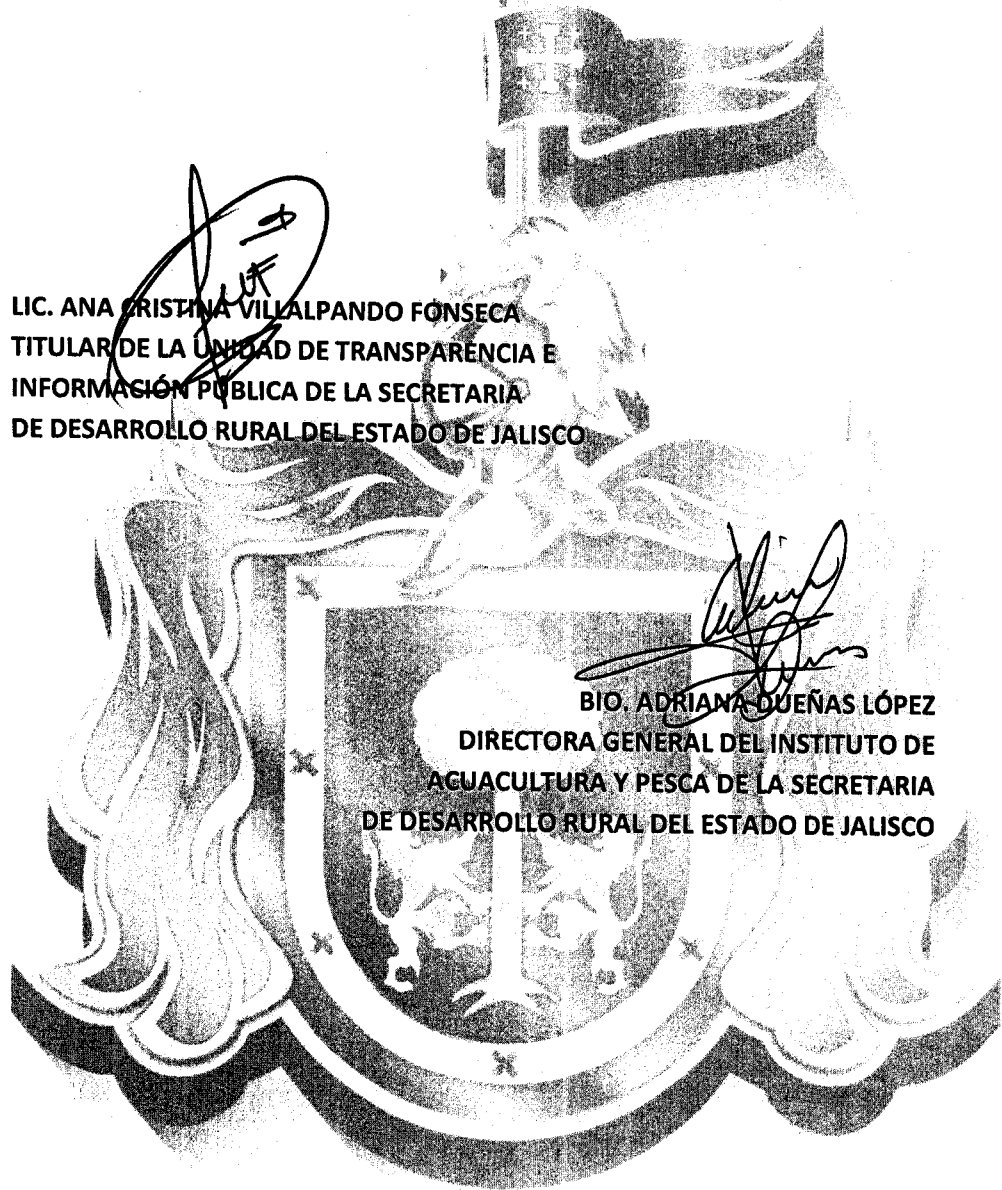 LIC. ANA CRISTINA VILLALPANDO FONSECA
TITULAR DE LA UNIDAD DE TRANSPARENCIA E
INFORMACIÓN PÚBLICA DE LA SECRETARIA
DE DESARROLLO RURAL DEL ESTADO DE JALISCO
BIO. ADRIANA DUEÑAS LÓPEZ
DIRECTORA GENERAL DEL INSTITUTO DE
ACUACULTURA Y PESCA DE LA SECRETARIA
DE DESARROLLO RURAL DEL ESTADO DE JALISCO